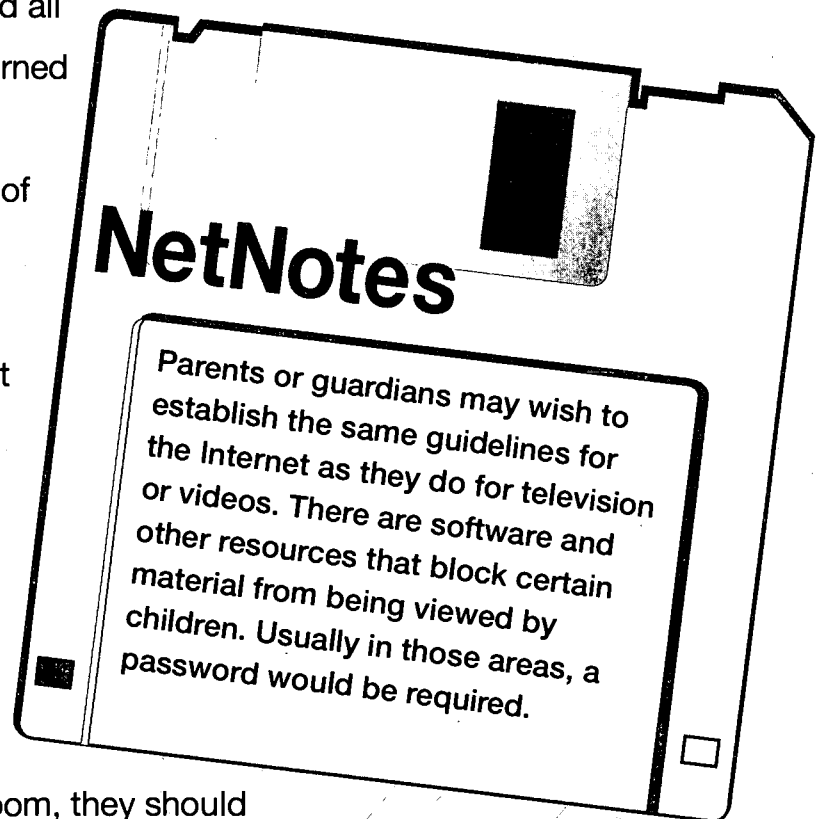 d all
rned
of
t
NetNotes
Parents or guardians may wish to
establish the same guidelines for
the Internet as they do for television
or videos. There are software and
other resources that block certain
material from being viewed by
children. Usually in those areas, a
password would be required.
oom, they should